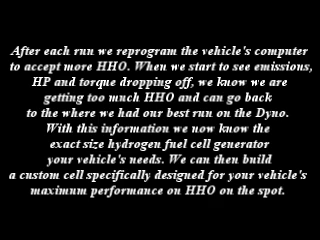 After each run we reprogram the vehicle's computer
to accept more HHO. When we start to see emissions,
HP and torque dropping off, we know we are
getting too much HHO and can go back
to the where we had our best run on the Dyno.
With this information we now know the
exact size hydrogen fuel cell generator
your vehicle's needs. We can then build
a custom cell specifically designed for your vehicle's
maximum performance on HHO on the spot.